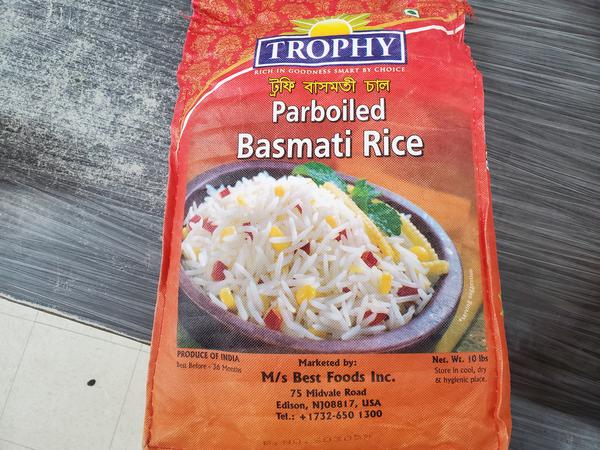 TROPHY
RICH IN GOODNESS SMART BY CHOICE
ট্রফি বাসমতী চাল
Parboiled
Basmati Rice
*serving suggestion
PRODUCE OF INDIA
Best Before - 36 Months
Marketed by:
M/s Best Foods Inc.
75 Midvale Road
Edison, NJ08817, USA
Tel.: +1732-650 1300
Net. Wt. 10 lbs
Store in cool, dry
& hygienic place.